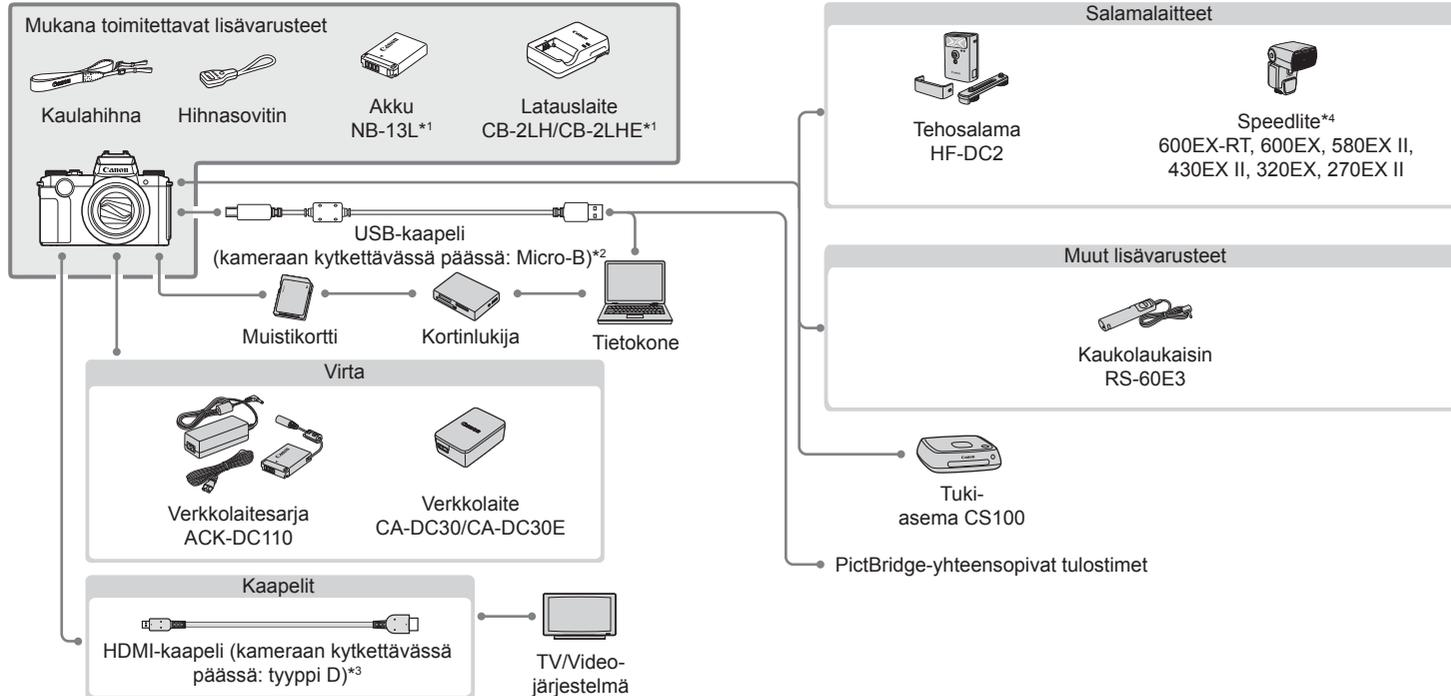 Mukana toimitettavat lisävarusteet
Kaulahihna
Hihnasovitin
Akku
NB-13L*1
Latauslaite
CB-2LH/CB-2LHE*1
Canon
USB-kaapeli
(kameraan kytkettävässä päässä: Micro-B)*2
Muistikortti
Kortinlukija
Tietokone
Virta
Verkkolaitesarja
ACK-DC110
Verkkolaite
CA-DC30/CA-DC30E
Kaapelit
HDMI-kaapeli (kameraan kytkettävässä
päässä: tyyppi D)*3
TV/Video-
järjestelmä
Salamalaitteet
Tehosalama
HF-DC2
Speedlite*4
600EX-RT, 600EX, 580EX II,
430EX II, 320EX, 270EX II
Muut lisävarusteet
Kaukolaukaisin
RS-60E3
Tuki-
asema CS100
PictBridge-yhteensopivat tulostimet